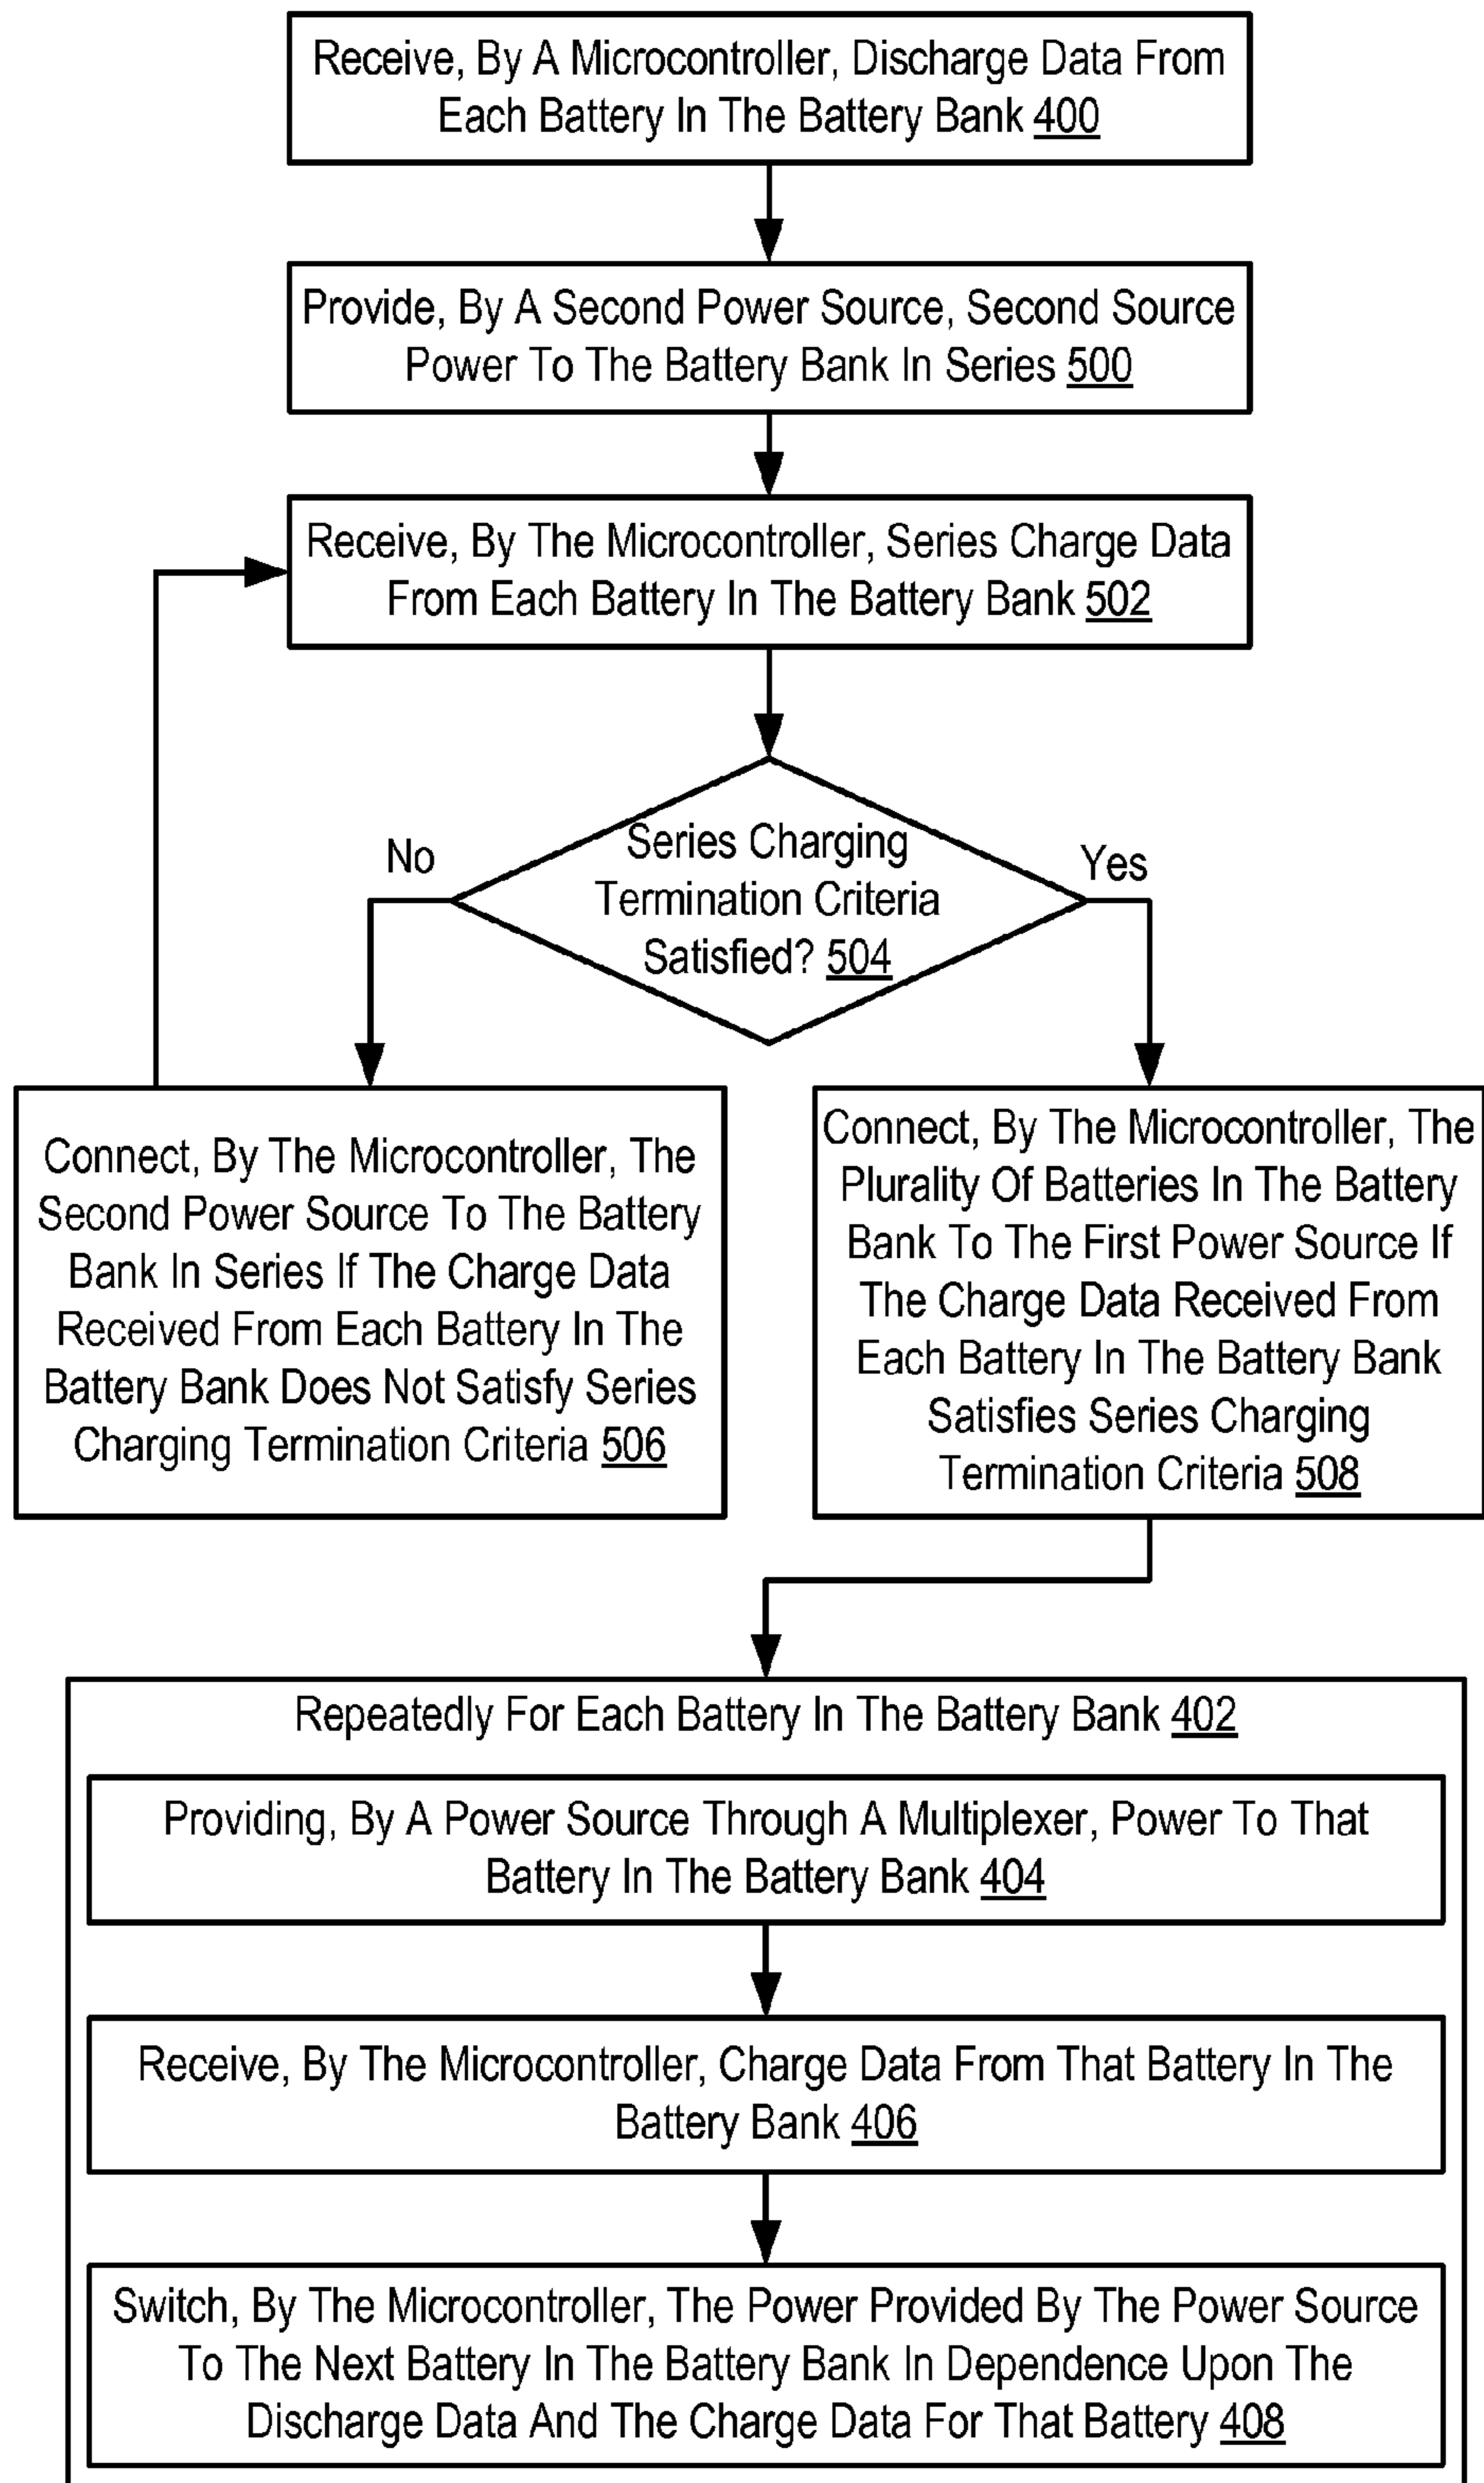 Receive, By A Microcontroller, Discharge Data From
Each Battery In The Battery Bank 400
Provide, By A Second Power Source, Second Source
Power To The Battery Bank In Series 500
Receive, By The Microcontroller, Series Charge Data
From Each Battery In The Battery Bank 502
Series Charging
Termination Criteria
Satisfied? 504
No
Yes
Connect, By The Microcontroller, The
Second Power Source To The Battery
Bank In Series If The Charge Data
Received From Each Battery In The
Battery Bank Does Not Satisfy Series
Charging Termination Criteria 506
Connect, By The Microcontroller, The
Plurality Of Batteries In The Battery
Bank To The First Power Source If
The Charge Data Received From
Each Battery In The Battery Bank
Satisfies Series Charging
Termination Criteria 508
Repeatedly For Each Battery In The Battery Bank 402
Providing, By A Power Source Through A Multiplexer, Power To That
Battery In The Battery Bank 404
Receive, By The Microcontroller, Charge Data From That Battery In The
Battery Bank 406
Switch, By The Microcontroller, The Power Provided By The Power Source
To The Next Battery In The Battery Bank In Dependence Upon The
Discharge Data And The Charge Data For That Battery 408